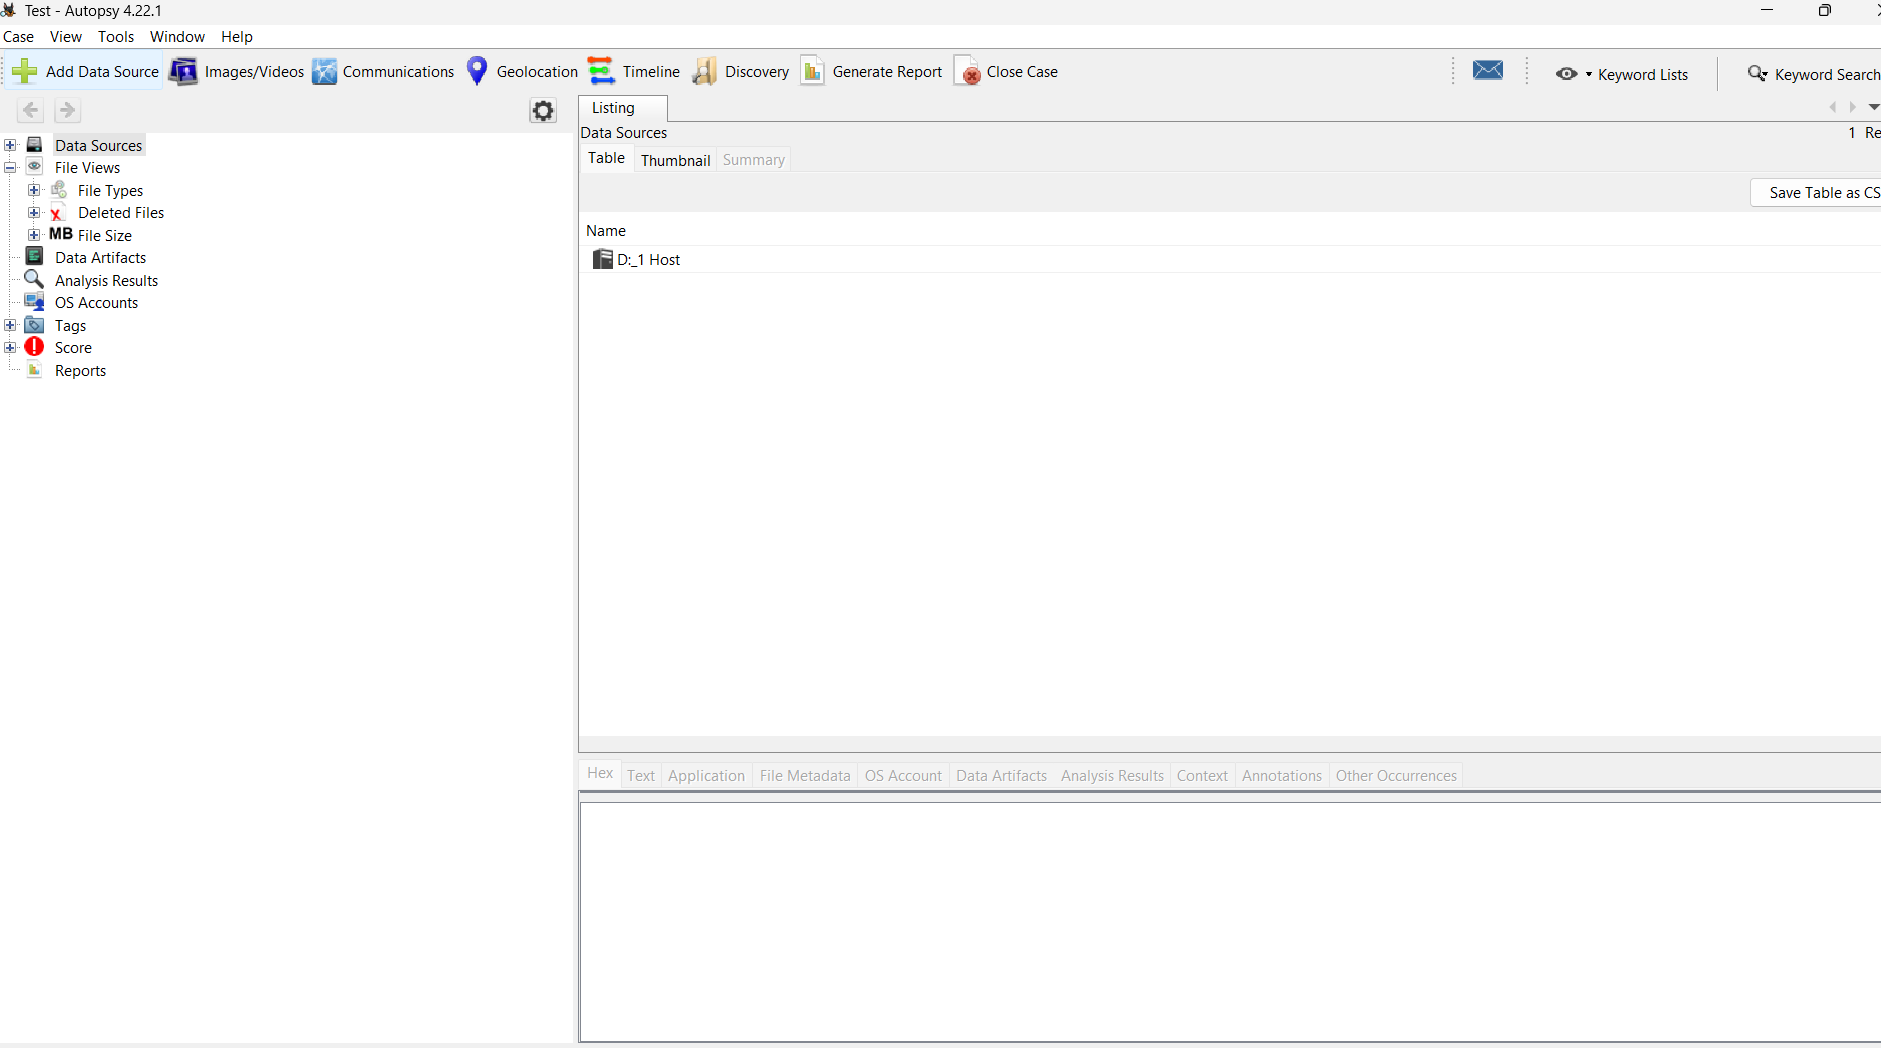 Test - Autopsy 4.22.1
Case View Tools Window Help
Add Data Source Images/Videos Communications Geolocation Timeline Discovery Generate Report Close Case Keyword Lists Keyword Search
Listing
Data Sources 1 Re
Table Thumbnail Summary
Save Table as CS
Name
D:_1 Host
Data Sources
File Views
File Types
Deleted Files
MB File Size
Data Artifacts
Analysis Results
OS Accounts
Tags
Score
Reports
Hex Text Application File Metadata OS Account Data Artifacts Analysis Results Context Annotations Other Occurrences